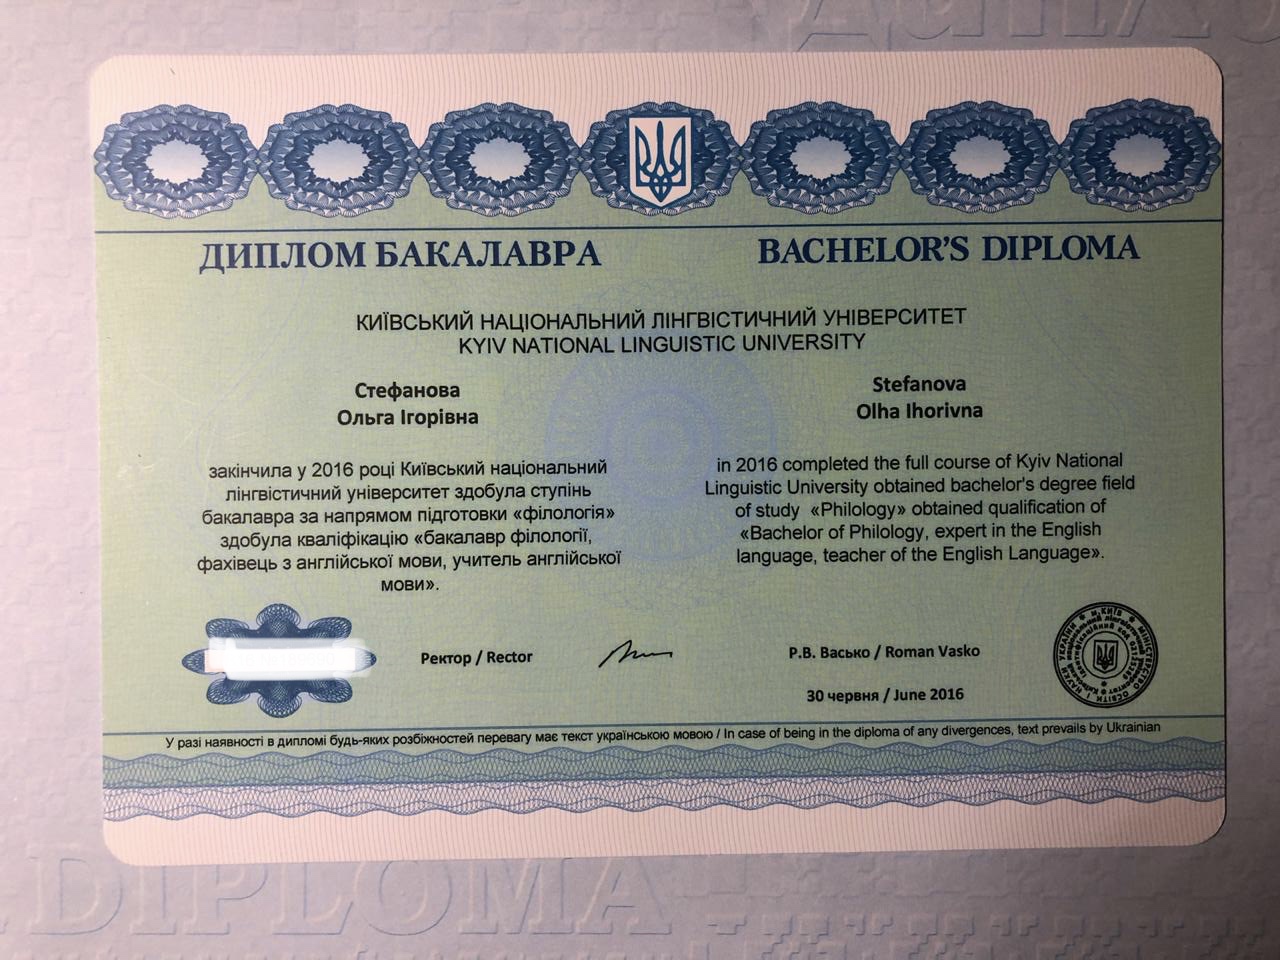 ДИПЛОМ БАКАЛАВРА
BACHELOR'S DIPLOMA
КИЇВСЬКИЙ НАЦІОНАЛЬНИЙ ЛІНГВІСТИЧНИЙ УНІВЕРСИТЕТ
KYIV NATIONAL LINGUISTIC UNIVERSITY
Стефанова
Ольга Ігорівна
Stefanova
Olha Ihorivna
закінчила у 2016 році Київський національний
лінгвістичний університет здобула ступінь
бакалавра за напрямом підготовки «філологія»
здобула кваліфікацію «бакалавр філології,
фахівець з англійської мови, учитель англійської
мови».
in 2016 completed the full course of Kyiv National
Linguistic University obtained bachelor's degree field
of study «Philology» obtained qualification of
«Bachelor of Philology, expert in the English
language, teacher of the English Language».
Ректор / Rector
Р.В. Васько / Roman Vasko
30 червня / June 2016
МІНІСТЕРСТВО ОСВІТИ І НАУКИ УКРАЇНИ * м.КИЇВ *
У разі наявності в дипломі будь-яких розбіжностей перевагу має текст українською мовою / In case of being in the diploma of any divergences, text prevails by Ukrainian
DIPLOMA